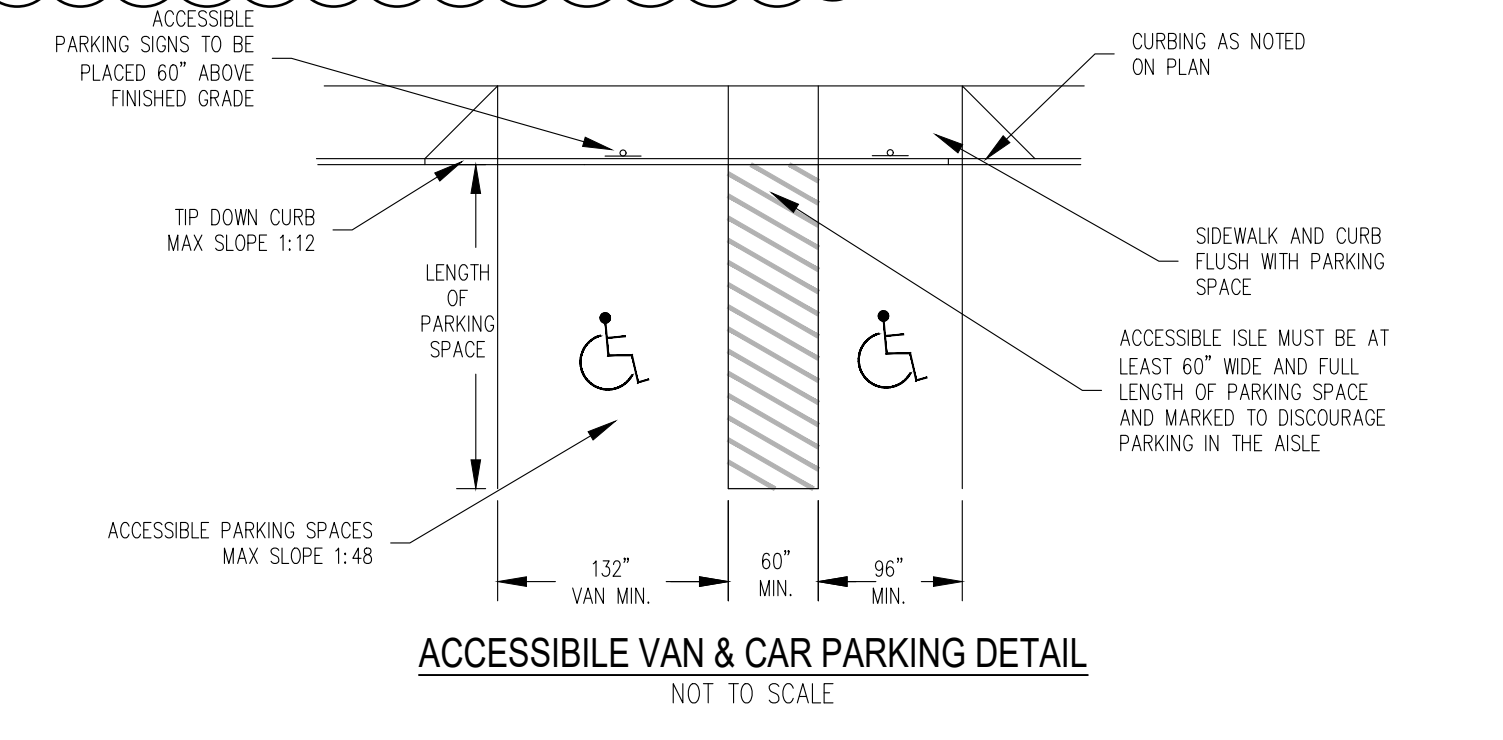 ACCESSIBLE
PARKING SIGNS TO BE
PLACED 60” ABOVE
FINISHED GRADE
CURBING AS NOTED
ON PLAN
TIP DOWN CURB
MAX SLOPE 1:12
LENGTH
OF
PARKING
SPACE
SIDEWALK AND CURB
FLUSH WITH PARKING
SPACE
ACCESSIBLE ISLE MUST BE AT
LEAST 60” WIDE AND FULL
LENGTH OF PARKING SPACE
AND MARKED TO DISCOURAGE
PARKING IN THE AISLE
ACCESSIBLE PARKING SPACES
MAX SLOPE 1:48
132”
VAN MIN.
60”
MIN.
96”
MIN.
ACCESSIBILE VAN & CAR PARKING DETAIL
NOT TO SCALE